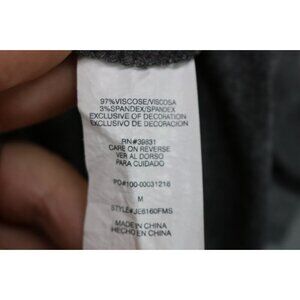 97%VISCOSE/VISCOSA
3%SPANDEX/SPANDEX
EXCLUSIVE OF DECORATION
EXCLUSIVO DE DECORACION
RN#39831
CARE ON REVERSE
VER AL DORSO
PARA CUIDADO
PO#100-00031218
M
STYLE#JE6160FMS
MADE IN CHINA
HECHO EN CHINA